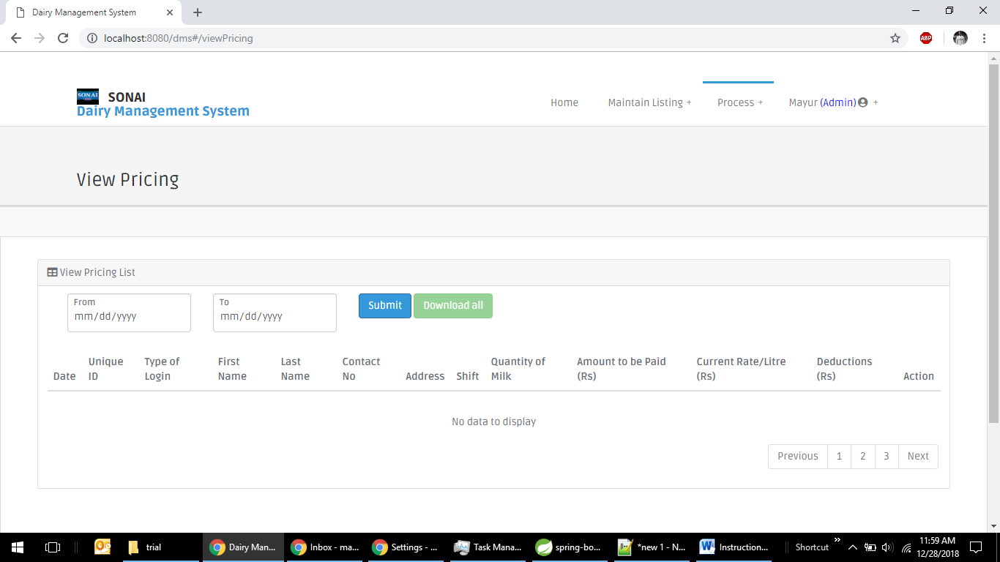 Dairy Management System
localhost:8080/dms#/viewPricing
ABP
SONAI SONAI
Dairy Management System
Home Maintain Listing + Process + Mayur (Admin) +
View Pricing
View Pricing List
From To
mm/dd/yyyy mm/dd/yyyy Submit Download all
Date Unique ID Type of Login First Name Last Name Contact No Address Shift Quantity of Milk Amount to be Paid (Rs) Current Rate/Litre (Rs) Deductions (Rs) Action
No data to display
Previous 1 2 3 Next
trial Dairy Man... Inbox - ma... Settings - ... Task Mana... spring-bo... *new 1 - N... Instruction... Shortcut
11:59 AM
12/28/2018